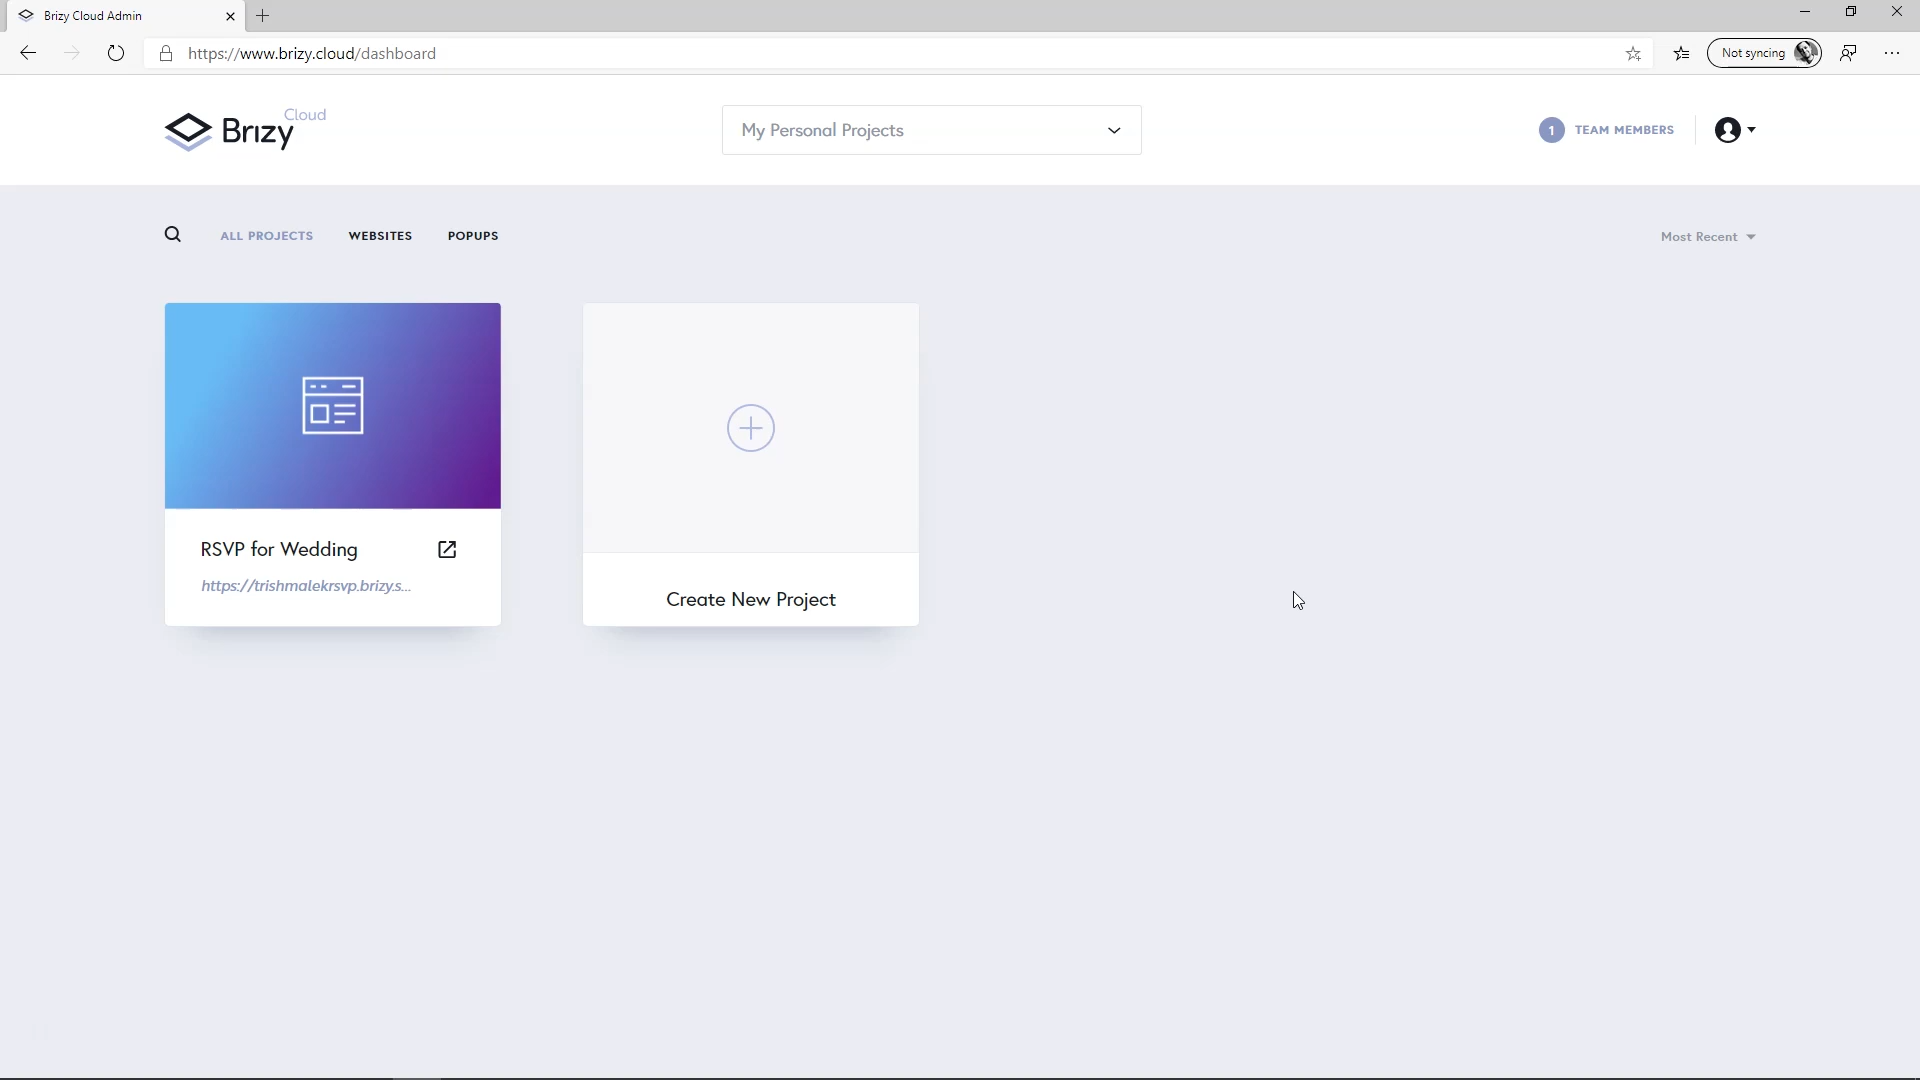 Brizy Cloud Admin
https://www.brizy.cloud/dashboard
Not syncing
Brizy Cloud
My Personal Projects
1 TEAM MEMBERS
ALL PROJECTS WEBSITES POPUPS
Most Recent
RSVP for Wedding
https://trishmalekrsvp.brizy.s...
Create New Project